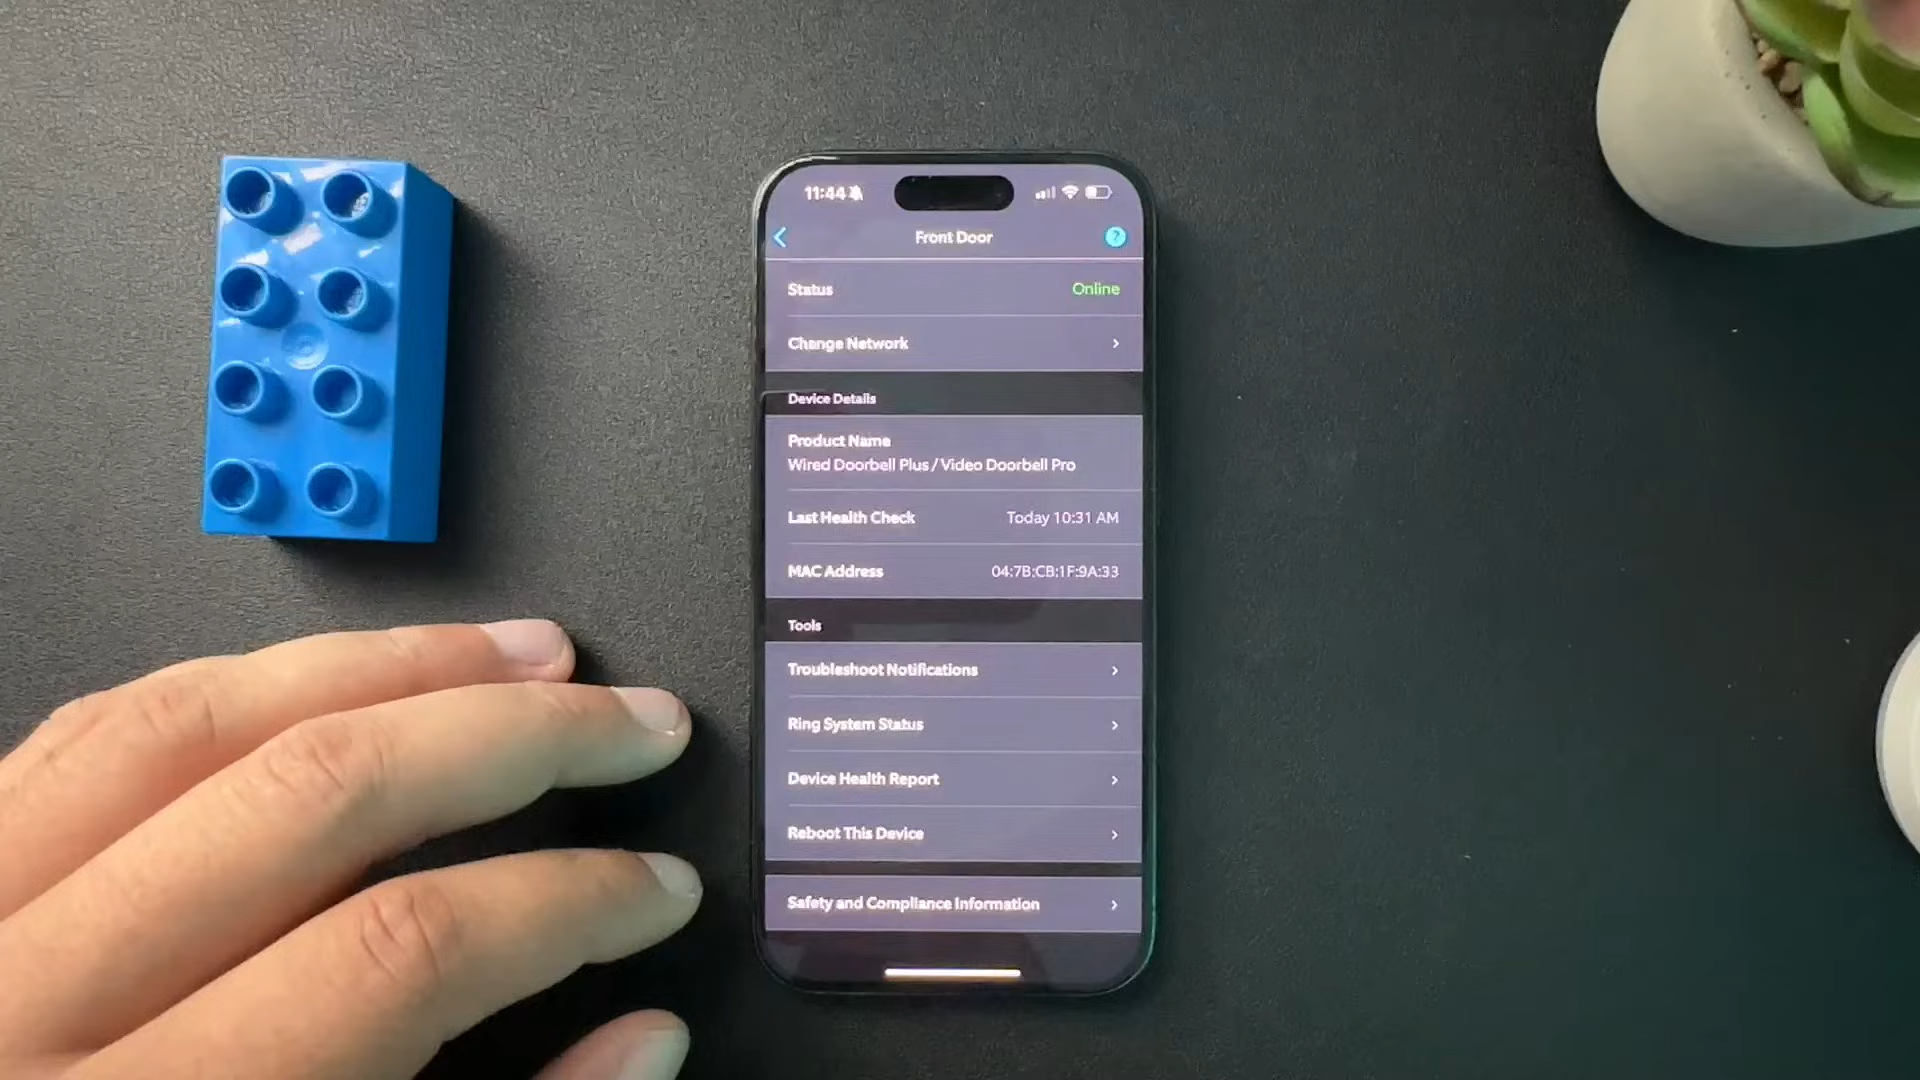 11:44
Front Door
?
Status
Online
Change Network
Device Details
Product Name
Wired Doorbell Plus / Video Doorbell Pro
Last Health Check
Today 10:31 AM
MAC Address
04:7B:CB:1F:9A:33
Tools
Troubleshoot Notifications
Ring System Status
Device Health Report
Reboot This Device
Safety and Compliance Information